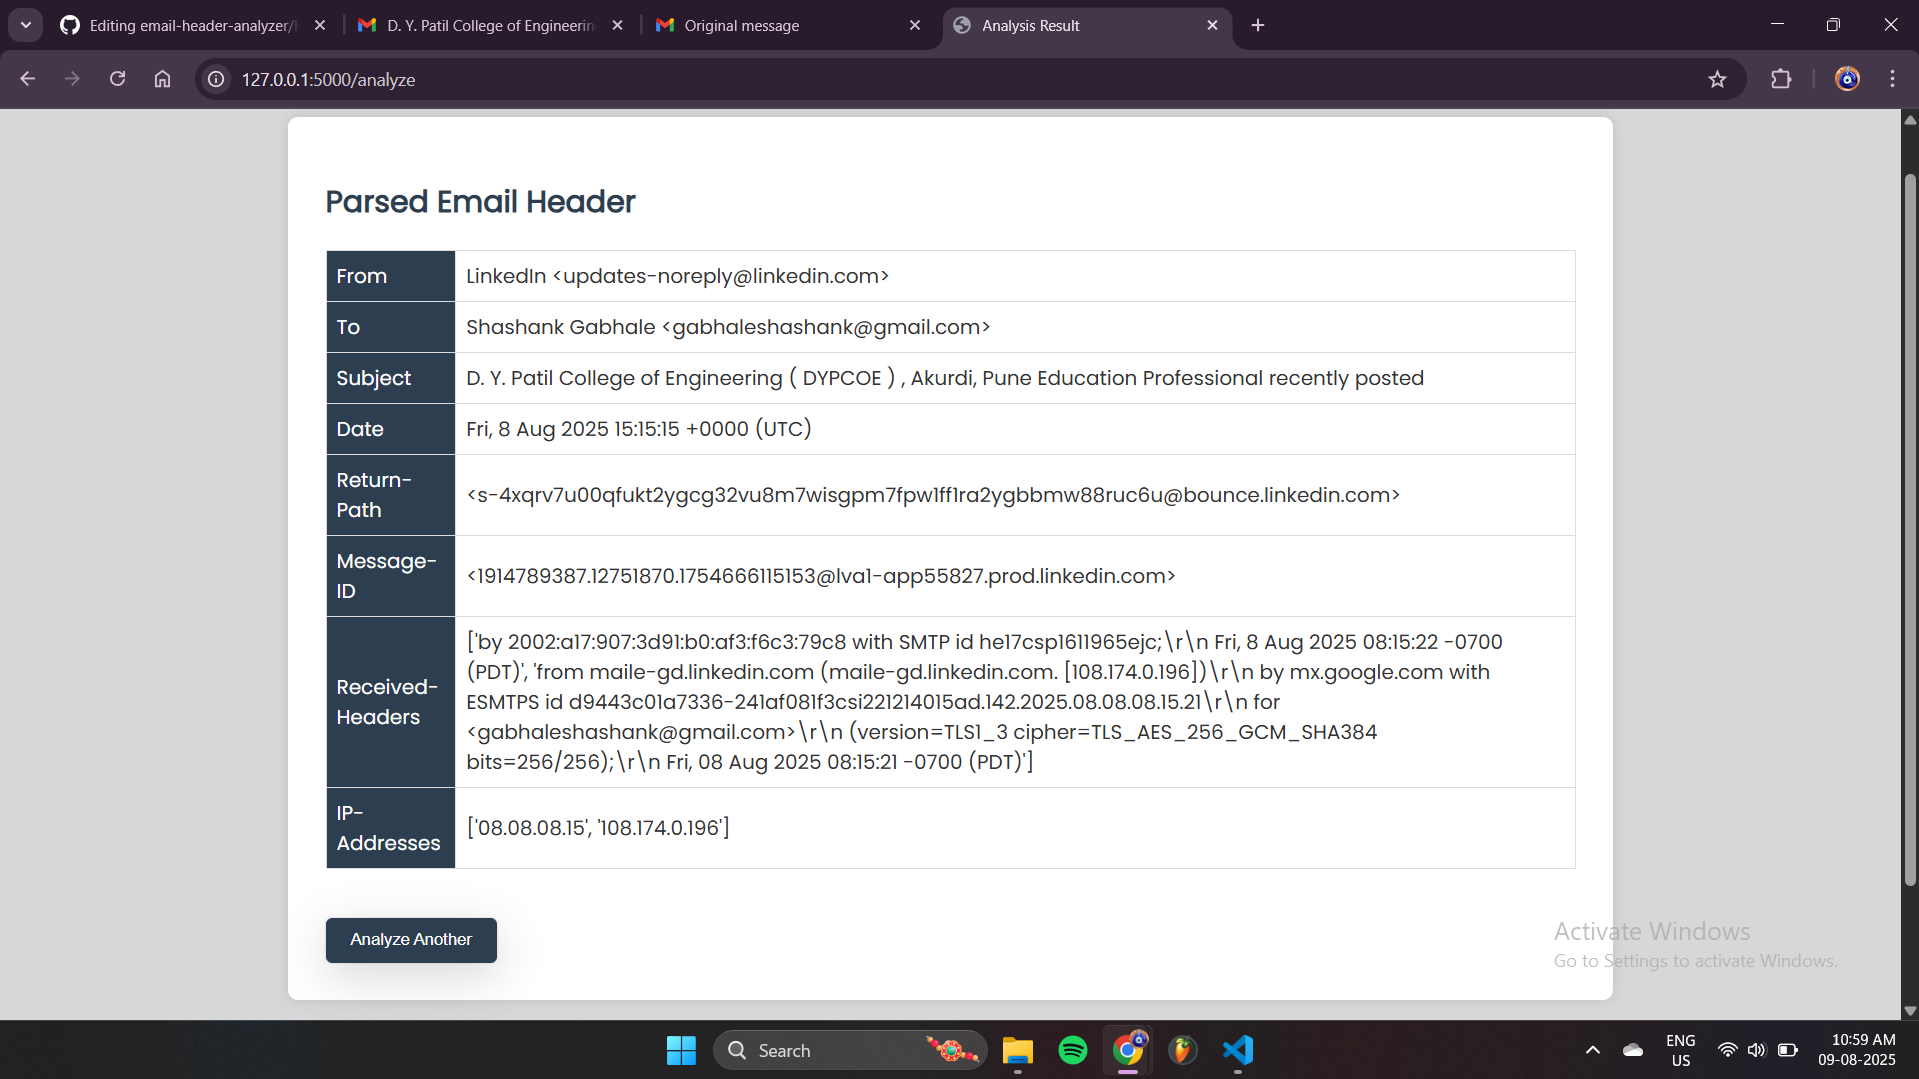 Editing email-header-analyzer/
D. Y. Patil College of Engineerin
Original message
Analysis Result
127.0.0.1:5000/analyze
Parsed Email Header
From
LinkedIn <updates-noreply@linkedin.com>
To
Shashank Gabhale <gabhaleshashank@gmail.com>
Subject
D. Y. Patil College of Engineering ( DYPCOE ) , Akurdi, Pune Education Professional recently posted
Date
Fri, 8 Aug 2025 15:15:15 +0000 (UTC)
Return-
Path
<s-4xqrv7u00qfukt2ygcg32vu8m7wisgpm7fpw1ff1ra2ygbbmw88ruc6u@bounce.linkedin.com>
Message-
ID
<1914789387.12751870.1754666115153@lva1-app55827.prod.linkedin.com>
Received-
Headers
['by 2002:a17:907:3d91:b0:af3:f6c3:79c8 with SMTP id he17csp1611965ejc;\r\n Fri, 8 Aug 2025 08:15:22 -0700
(PDT)', 'from maile-gd.linkedin.com (maile-gd.linkedin.com. [108.174.0.196])\r\n by mx.google.com with
ESMTPS id d9443c01a7336-241af081f3csi221214015ad.142.2025.08.08.08.15.21\r\n for
<gabhaleshashank@gmail.com>\r\n (version=TLS1_3 cipher=TLS_AES_256_GCM_SHA384
bits=256/256);\r\n Fri, 08 Aug 2025 08:15:21 -0700 (PDT)']
IP-
Addresses
['08.08.08.15', '108.174.0.196']
Analyze Another
Activate Windows
Go to Settings to activate Windows.
Search
ENG
US
10:59 AM
09-08-2025